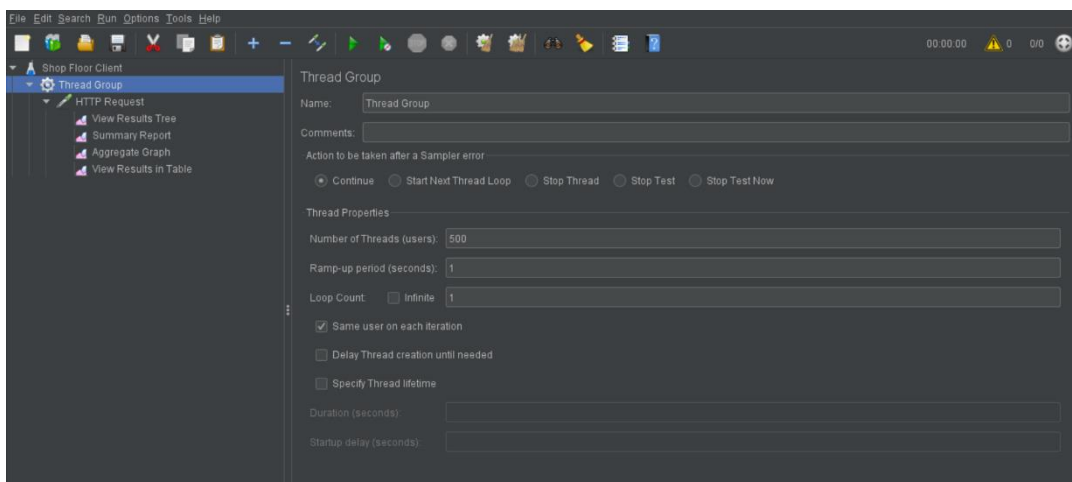 File Edit Search Run Options Tools Help
00:00:00 0 0/0
Shop Floor Client
Thread Group
HTTP Request
View Results Tree
Summary Report
Aggregate Graph
View Results in Table
Thread Group
Name: Thread Group
Comments:
Action to be taken after a Sampler error
Continue Start Next Thread Loop Stop Thread Stop Test Stop Test Now
Thread Properties
Number of Threads (users): 500
Ramp-up period (seconds): 1
Loop Count: Infinite 1
Same user on each iteration
Delay Thread creation until needed
Specify Thread lifetime
Duration (seconds):
Startup delay (seconds):